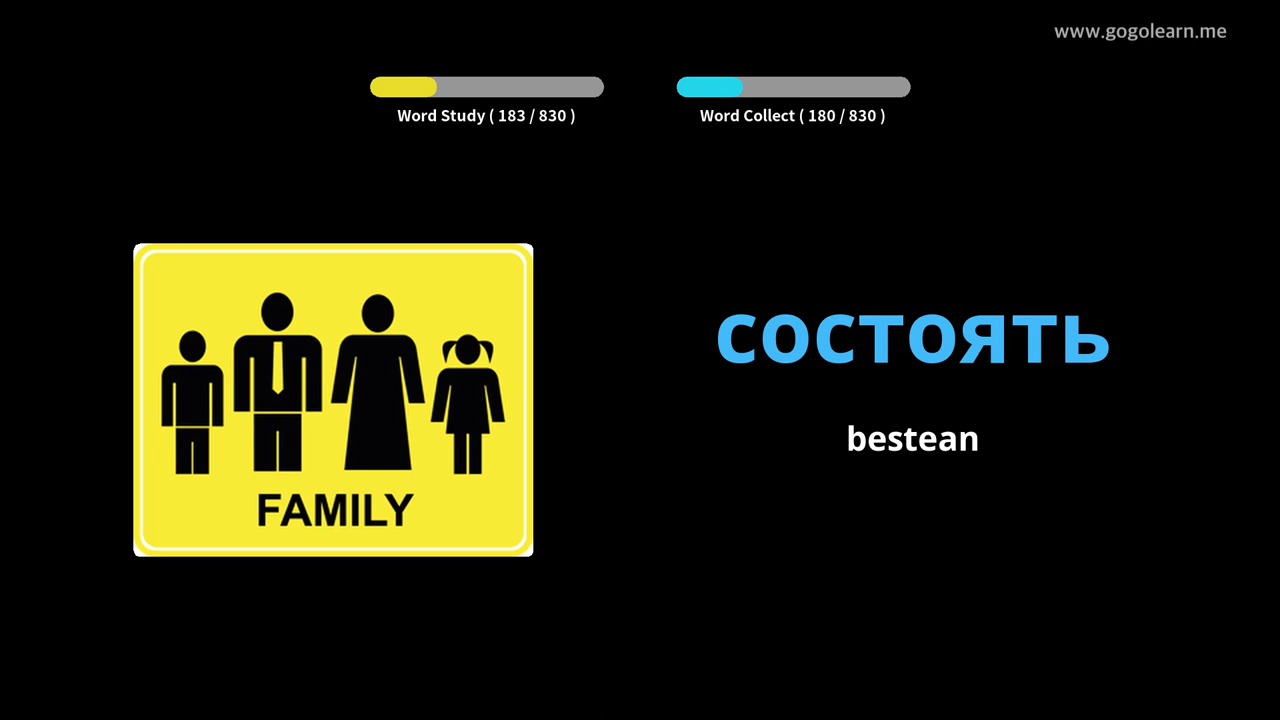 www.gogolearn.me
Word Study ( 183 / 830 )
Word Collect ( 180 / 830 )
FAMILY
состоять
bestean